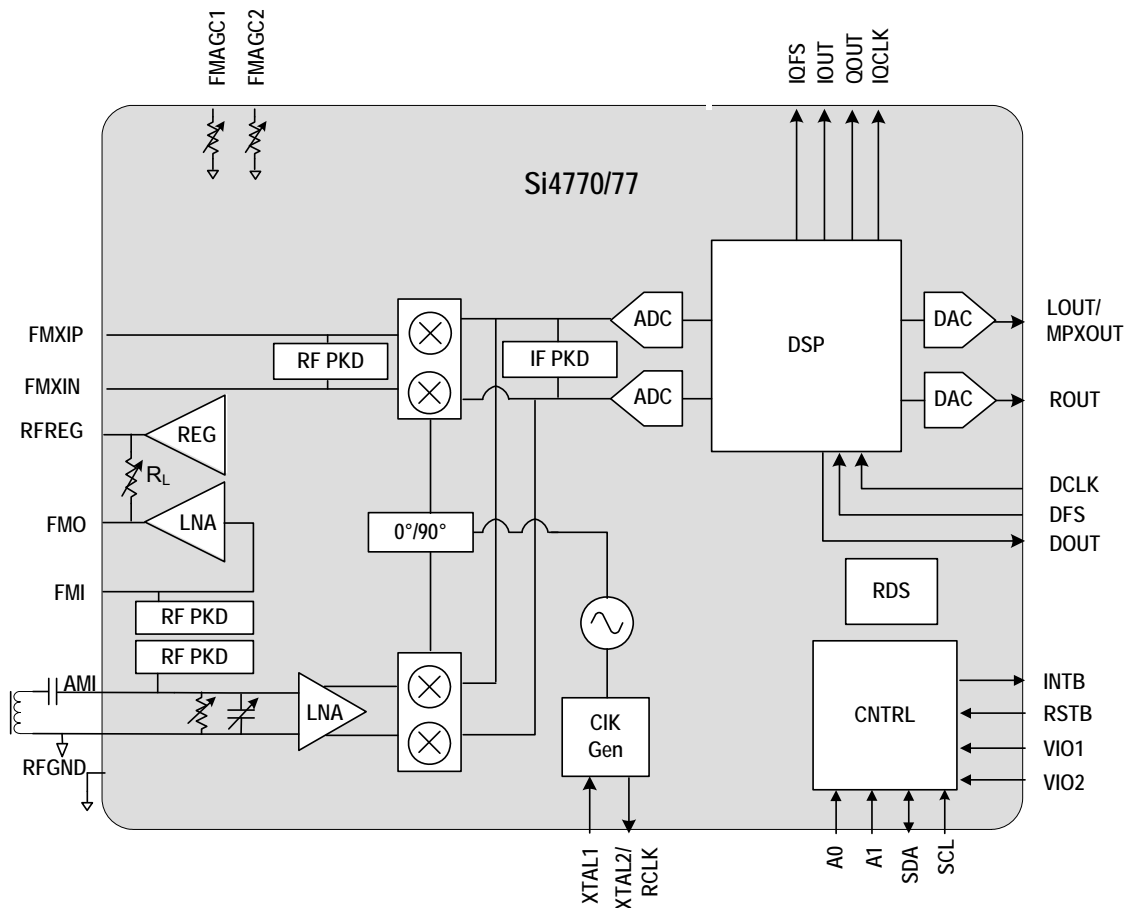 FMAGC1
FMAGC2
IQFS
IOUT
QOUT
IQCLK
Si4770/77
FMXIP
FMXIN
RFREG
FMO
FMI
AMI
RFGND
RF PKD
REG
RL
LNA
RF PKD
RF PKD
LNA
0°/90°
IF PKD
ADC
ADC
DSP
DAC
DAC
LOUT/
MPXOUT
ROUT
DCLK
DFS
DOUT
RDS
CNTRL
INTB
RSTB
VIO1
VIO2
ClK
Gen
XTAL1
XTAL2/
RCLK
A0
A1
SDA
SCL